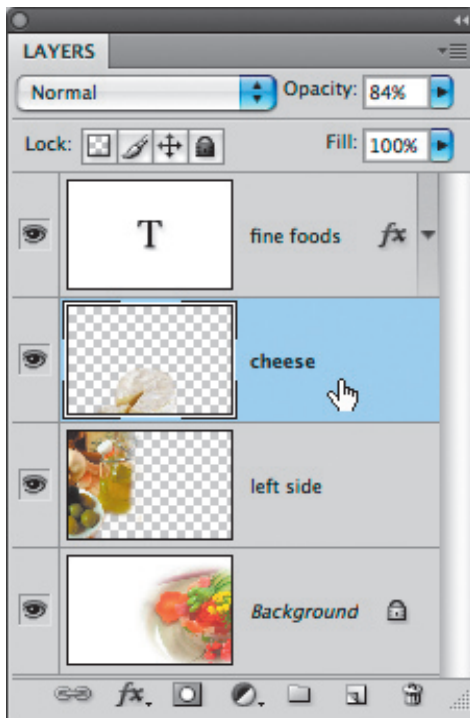 LAYERS
Normal Opacity: 84%
Lock: Fill: 100%
T fine foods fx
cheese
left side
Background
fx.